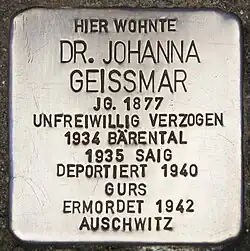 HIER WOHNTE
DR. JOHANNA
GEISSMAR
JG. 1877
UNFREIWILLIG VERZOGEN
1934 BÄRENTAL
1935 SAIG
DEPORTIERT 1940
GURS
ERMORDET 1942
AUSCHWITZ